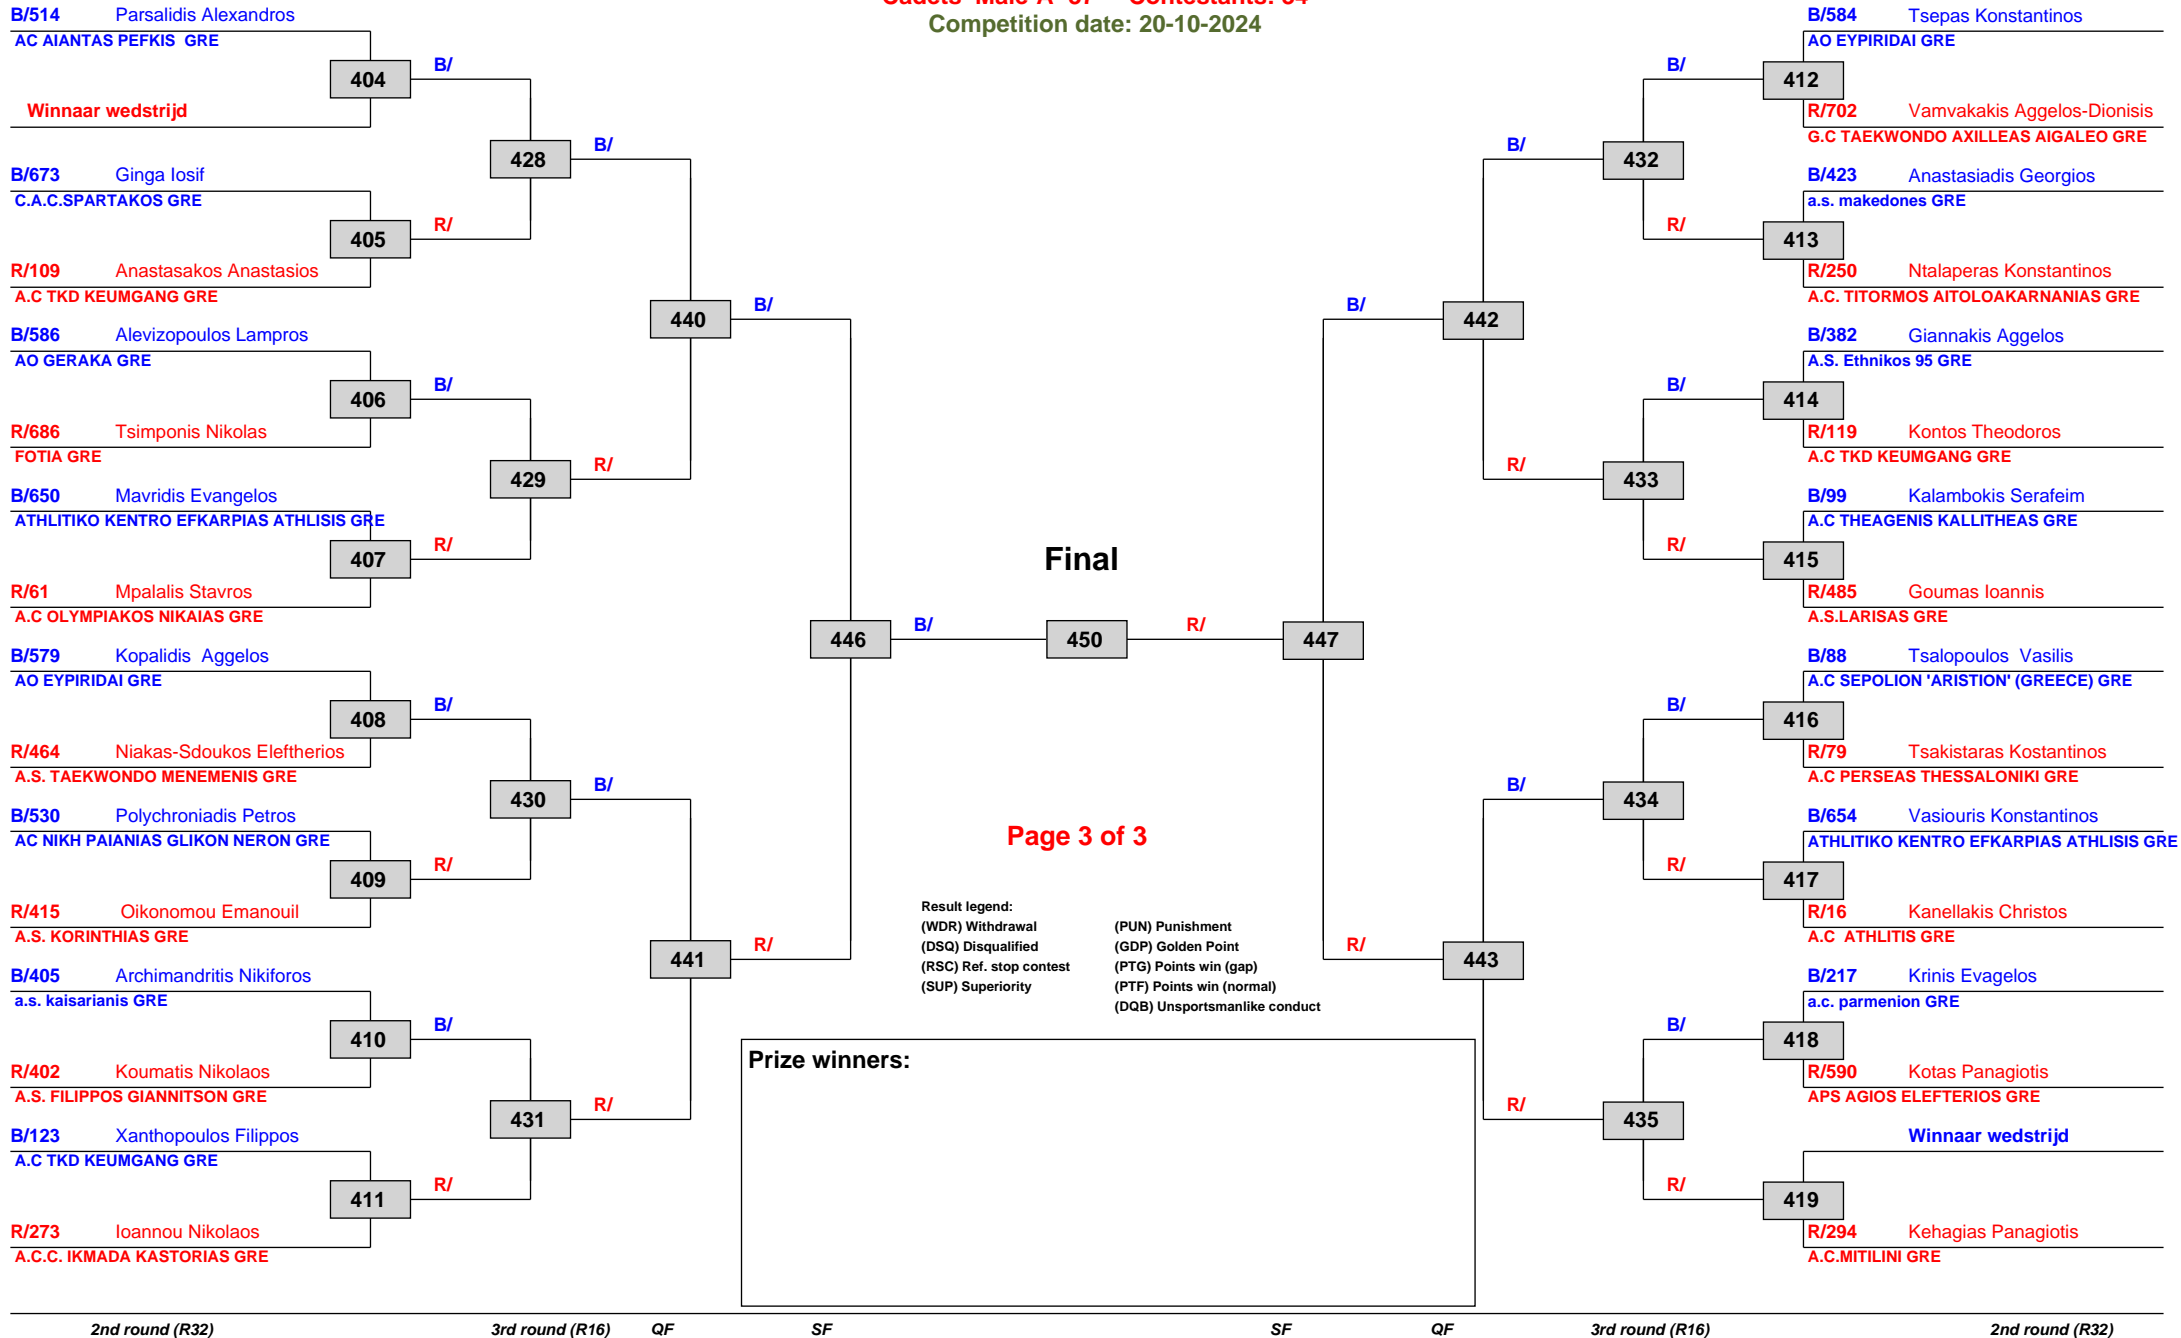 Cadets Male A -37 Contestants: 34
Competition date: 20-10-2024
B/514 Parsalidis Alexandros
AC AIANTAS PEFKIS GRE
404
B/
Winnaar wedstrijd
428
B/
B/673 Ginga Iosif
C.A.C.SPARTAKOS GRE
405
R/
R/109 Anastasakos Anastasios
A.C TKD KEUMGANG GRE
440
B/
B/586 Alevizopoulos Lampros
AO GERAKA GRE
406
B/
R/686 Tsimponis Nikolas
FOTIA GRE
429
R/
B/650 Mavridis Evangelos
ATHLITIKO KENTRO EFKARPIAS ATHLISIS GRE
407
R/
R/61 Mpalalis Stavros
A.C OLYMPIAKOS NIKAIAS GRE
446
B/
B/579 Kopalidis Aggelos
AO EYPIRIDAI GRE
408
B/
R/464 Niakas-Sdoukos Eleftherios
A.S. TAEKWONDO MENEMENIS GRE
430
B/
B/530 Polychroniadis Petros
AC NIKH PAIANIAS GLIKON NERON GRE
409
R/
R/415 Oikonomou Emanouil
A.S. KORINTHIAS GRE
441
R/
B/405 Archimandritis Nikiforos
a.s. kaisarianis GRE
410
B/
R/402 Koumatis Nikolaos
A.S. FILIPPOS GIANNITSON GRE
431
R/
B/123 Xanthopoulos Filippos
A.C TKD KEUMGANG GRE
411
R/
R/273 Ioannou Nikolaos
A.C.C. IKMADA KASTORIAS GRE
Final
450
R/
447
Page 3 of 3
Result legend:
(WDR) Withdrawal (PUN) Punishment
(DSQ) Disqualified (GDP) Golden Point
(RSC) Ref. stop contest (PTG) Points win (gap)
(SUP) Superiority (PTF) Points win (normal)
(DQB) Unsportsmanlike conduct
Prize winners:
B/584 Tsepas Konstantinos
AO EYPIRIDAI GRE
B/
412
R/702 Vamvakakis Aggelos-Dionisis
G.C TAEKWONDO AXILLEAS AIGALEO GRE
B/
432
B/423 Anastasiadis Georgios
a.s. makedones GRE
R/
413
R/250 Ntalaperas Konstantinos
A.C. TITORMOS AITOLOAKARNANIAS GRE
B/
442
B/382 Giannakis Aggelos
A.S. Ethnikos 95 GRE
B/
414
R/119 Kontos Theodoros
A.C TKD KEUMGANG GRE
R/
433
B/99 Kalambokis Serafeim
A.C THEAGENIS KALLITHEAS GRE
R/
415
R/485 Goumas Ioannis
A.S.LARISAS GRE
B/88 Tsalopoulos Vasilis
A.C SEPOLION 'ARISTION' (GREECE) GRE
B/
416
R/79 Tsakistaras Kostantinos
A.C PERSEAS THESSALONIKI GRE
B/
434
B/654 Vasiouris Konstantinos
ATHLITIKO KENTRO EFKARPIAS ATHLISIS GRE
R/
417
R/16 Kanellakis Christos
A.C ATHLITIS GRE
R/
443
B/217 Krinis Evagelos
a.c. parmenion GRE
B/
418
R/590 Kotas Panagiotis
APS AGIOS ELEFTERIOS GRE
R/
435
Winnaar wedstrijd
R/
419
R/294 Kehagias Panagiotis
A.C.MITILINI GRE
2nd round (R32) 3rd round (R16) QF SF SF QF 3rd round (R16) 2nd round (R32)